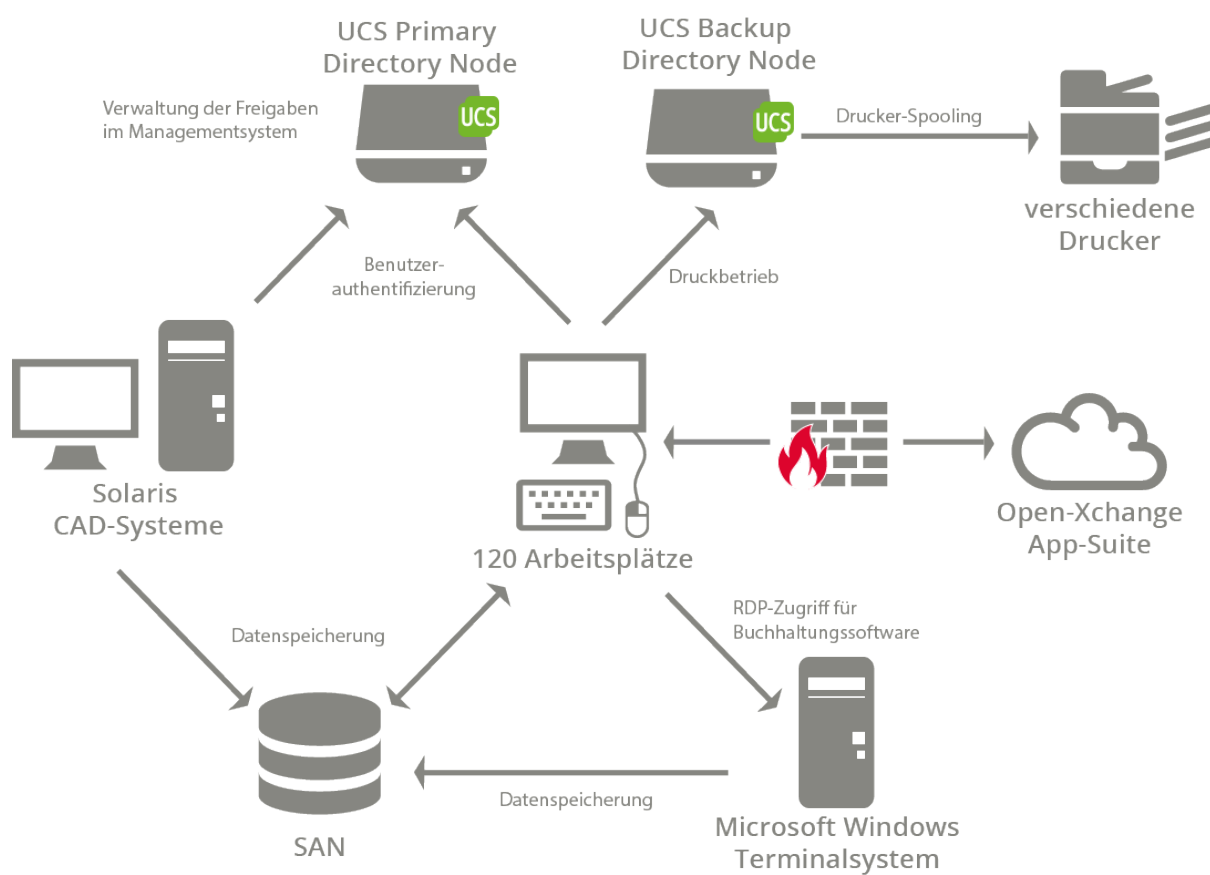 UCS Primary
Directory Node
UCS Backup
Directory Node
Verwaltung der Freigaben
im Managementsystem
UCS
UCS
Drucker-Spooling
verschiedene
Drucker
Benutzer-
authentifizierung
Druckbetrieb
Solaris
CAD-Systeme
120 Arbeitsplätze
Open-Xchange
App-Suite
Datenspeicherung
RDP-Zugriff für
Buchhaltungssoftware
SAN
Datenspeicherung
Microsoft Windows
Terminalsystem